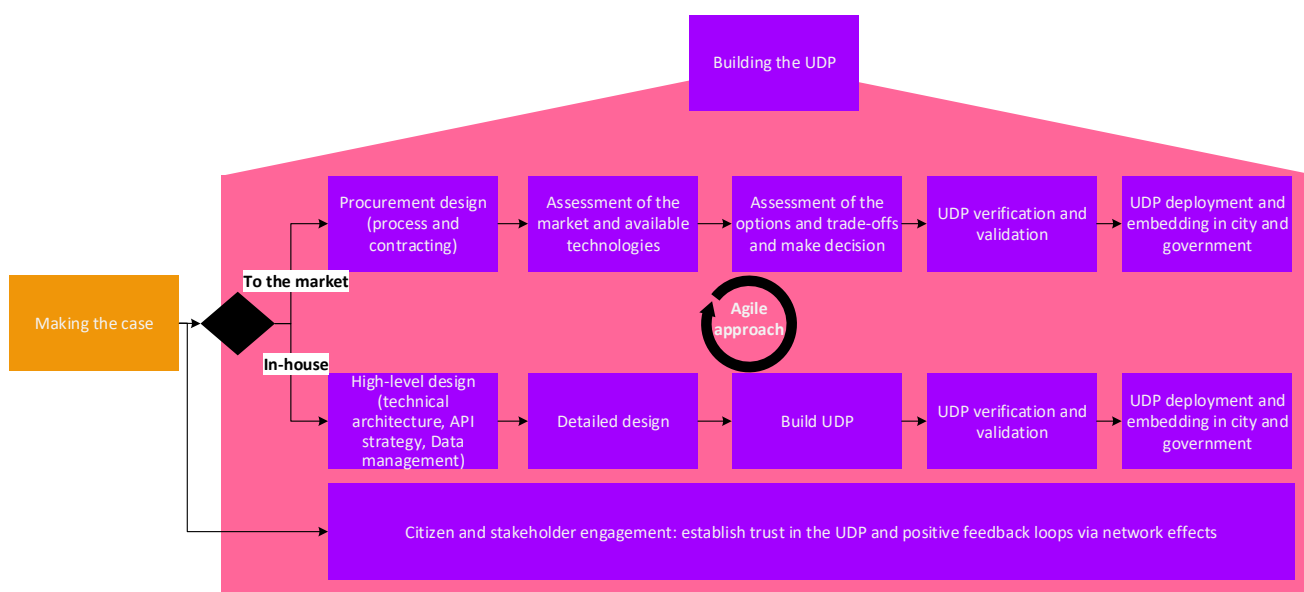 Building the UDP
Procurement design
(process and
contracting)
Assessment of the
market and available
technologies
Assessment of the
options and trade-offs
and make decision
UDP verification and
validation
UDP deployment and
embedding in city and
government
To the market
Making the case
Agile
approach
In-house
High-level design
(technical
architecture, API
strategy, Data
management)
Detailed design
Build UDP
UDP verification and
validation
UDP deployment and
embedding in city and
government
Citizen and stakeholder engagement: establish trust in the UDP and positive feedback loops via network effects